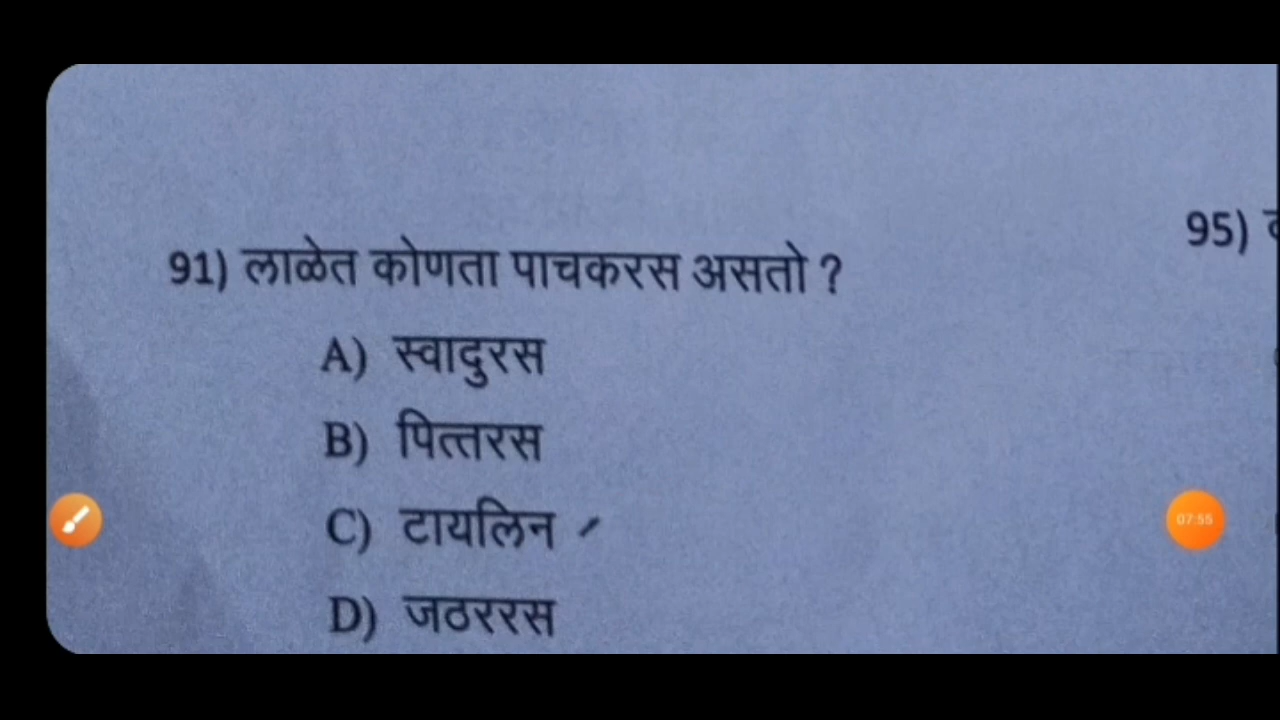 91) लाळेत कोणता पाचकरस असतो ?
A) स्वादुरस
B) पित्तरस
C) टायलिन
D) जठररस
95)
07:55